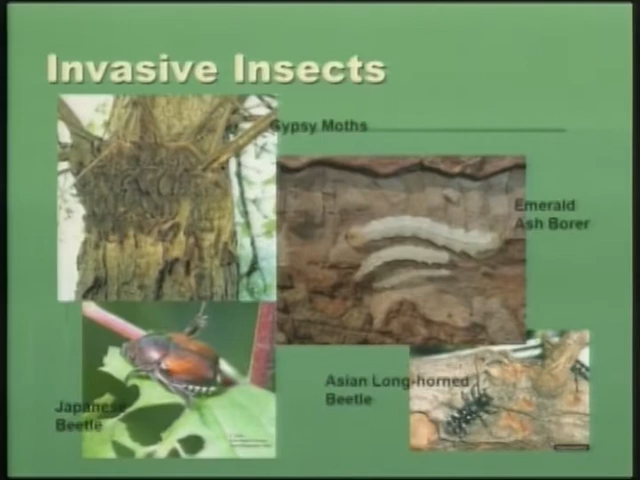 Invasive Insects
Gypsy Moths
Emerald
Ash Borer
Asian Long-horned
Beetle
Japanese
Beetle